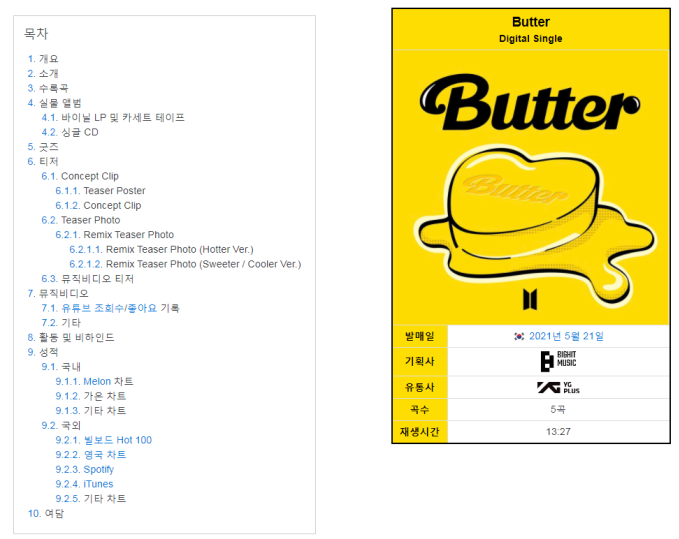 목차
1. 개요
2. 소개
3. 수록곡
4. 실물 앨범
4.1. 바이닐 LP 및 카세트 테이프
4.2. 싱글 CD
5. 굿즈
6. 티저
6.1. Concept Clip
6.1.1. Teaser Poster
6.1.2. Concept Clip
6.2. Teaser Photo
6.2.1. Remix Teaser Photo
6.2.1.1. Remix Teaser Photo (Hotter Ver.)
6.2.1.2. Remix Teaser Photo (Sweeter / Cooler Ver.)
6.3. 뮤직비디오 티저
7. 뮤직비디오
7.1. 유튜브 조회수/좋아요 기록
7.2. 기타
8. 활동 및 비하인드
9. 성적
9.1. 국내
9.1.1. Melon 차트
9.1.2. 가온 차트
9.1.3. 기타 차트
9.2. 국외
9.2.1. 빌보드 Hot 100
9.2.2. 영국 차트
9.2.3. Spotify
9.2.4. iTunes
9.2.5. 기타 차트
10. 여담
Butter
Digital Single
Butter
Butter
발매일 2021년 5월 21일
기획사 BIGHIT MUSIC
유통사 YG PLUS
곡수 5곡
재생시간 13:27